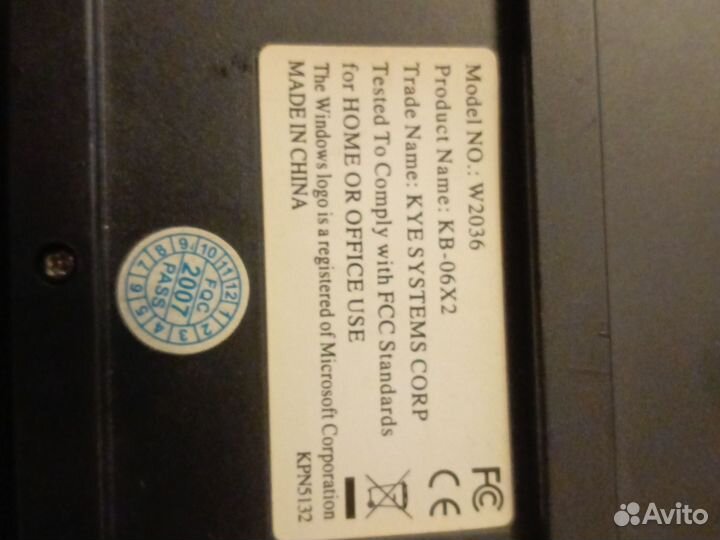 Model NO.: W2036
Product Name: KB-06X2
Trade Name: KYE SYSTEMS CORP
Tested To Comply with FCC Standards
for HOME OR OFFICE USE
The Windows logo is a registered of Microsoft Corporation
MADE IN CHINA
KPN5132
FC
CE
FQC
2007
PASS
1 2 3 4 5 6 7 8 9 10 11 12
Avito